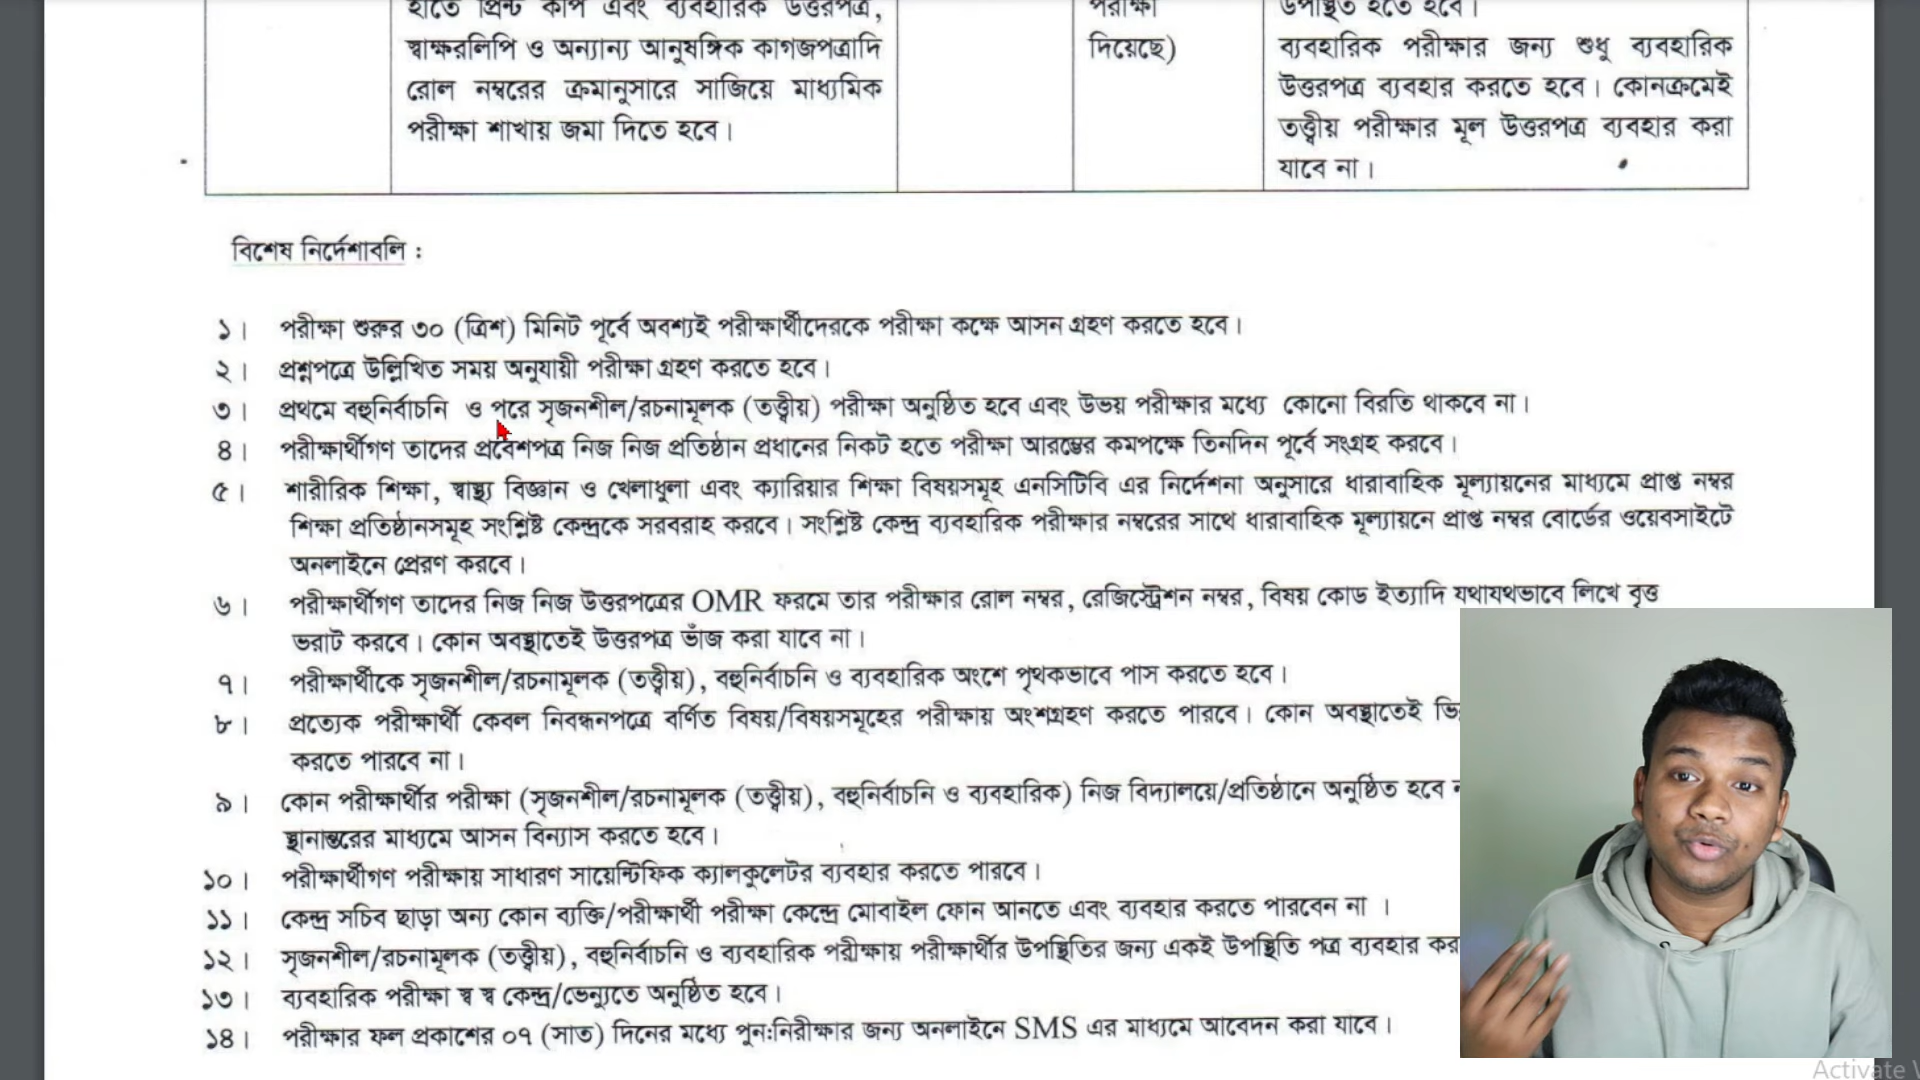 হাতে প্রিন্ট কপি এবং ব্যবহারিক উত্তরপত্র,
স্বাক্ষরলিপি ও অন্যান্য আনুষঙ্গিক কাগজপত্রাদি
রোল নম্বরের ক্রমানুসারে সাজিয়ে মাধ্যমিক
পরীক্ষা শাখায় জমা দিতে হবে।
পরীক্ষা
দিয়েছে)
উপস্থিত হতে হবে।
ব্যবহারিক পরীক্ষার জন্য শুধু ব্যবহারিক
উত্তরপত্র ব্যবহার করতে হবে। কোনক্রমেই
তত্ত্বীয় পরীক্ষার মূল উত্তরপত্র ব্যবহার করা
যাবে না।
বিশেষ নির্দেশাবলি :
১। পরীক্ষা শুরুর ৩০ (ত্রিশ) মিনিট পূর্বে অবশ্যই পরীক্ষার্থীদেরকে পরীক্ষা কক্ষে আসন গ্রহণ করতে হবে।
২। প্রশ্নপত্রে উল্লিখিত সময় অনুযায়ী পরীক্ষা গ্রহণ করতে হবে।
৩। প্রথমে বহুনির্বাচনি ও পরে সৃজনশীল/রচনামূলক (তত্ত্বীয়) পরীক্ষা অনুষ্ঠিত হবে এবং উভয় পরীক্ষার মধ্যে কোনো বিরতি থাকবে না।
৪। পরীক্ষার্থীগণ তাদের প্রবেশপত্র নিজ নিজ প্রতিষ্ঠান প্রধানের নিকট হতে পরীক্ষা আরম্ভের কমপক্ষে তিনদিন পূর্বে সংগ্রহ করবে।
৫। শারীরিক শিক্ষা, স্বাস্থ্য বিজ্ঞান ও খেলাধুলা এবং ক্যারিয়ার শিক্ষা বিষয়সমূহ এনসিটিবি এর নির্দেশনা অনুসারে ধারাবাহিক মূল্যায়নের মাধ্যমে প্রাপ্ত নম্বর
শিক্ষা প্রতিষ্ঠানসমূহ সংশ্লিষ্ট কেন্দ্রকে সরবরাহ করবে। সংশ্লিষ্ট কেন্দ্র ব্যবহারিক পরীক্ষার নম্বরের সাথে ধারাবাহিক মূল্যায়নে প্রাপ্ত নম্বর বোর্ডের ওয়েবসাইটে
অনলাইনে প্রেরণ করবে।
৬। পরীক্ষার্থীগণ তাদের নিজ নিজ উত্তরপত্রের OMR ফরমে তার পরীক্ষার রোল নম্বর, রেজিস্ট্রেশন নম্বর, বিষয় কোড ইত্যাদি যথাযথভাবে লিখে বৃত্ত
ভরাট করবে। কোন অবস্থাতেই উত্তরপত্র ভাঁজ করা যাবে না।
৭। পরীক্ষার্থীকে সৃজনশীল/রচনামূলক (তত্ত্বীয়), বহুনির্বাচনি ও ব্যবহারিক অংশে পৃথকভাবে পাস করতে হবে।
৮। প্রত্যেক পরীক্ষার্থী কেবল নিবন্ধনপত্রে বর্ণিত বিষয়/বিষয়সমূহের পরীক্ষায় অংশগ্রহণ করতে পারবে। কোন অবস্থাতেই
করতে পারবে না।
৯। কোন পরীক্ষার্থীর পরীক্ষা (সৃজনশীল/রচনামূলক (তত্ত্বীয়), বহুনির্বাচনি ও ব্যবহারিক) নিজ বিদ্যালয়ে/প্রতিষ্ঠানে অনুষ্ঠিত হবে
স্থানান্তরের মাধ্যমে আসন বিন্যাস করতে হবে।
১০। পরীক্ষার্থীগণ পরীক্ষায় সাধারণ সায়েন্টিফিক ক্যালকুলেটর ব্যবহার করতে পারবে।
১১। কেন্দ্র সচিব ছাড়া অন্য কোন ব্যক্তি/পরীক্ষার্থী পরীক্ষা কেন্দ্রে মোবাইল ফোন আনতে এবং ব্যবহার করতে পারবেন না ।
১২। সৃজনশীল/রচনামূলক (তত্ত্বীয়), বহুনির্বাচনি ও ব্যবহারিক পরীক্ষায় পরীক্ষার্থীর উপস্থিতির জন্য একই উপস্থিতি পত্র ব্যবহার
১৩। ব্যবহারিক পরীক্ষা স্ব স্ব কেন্দ্র/ভেন্যুতে অনুষ্ঠিত হবে।
১৪। পরীক্ষার ফল প্রকাশের ০৭ (সাত) দিনের মধ্যে পুনঃনিরীক্ষার জন্য অনলাইনে SMS এর মাধ্যমে আবেদন করা যাবে।
Activate